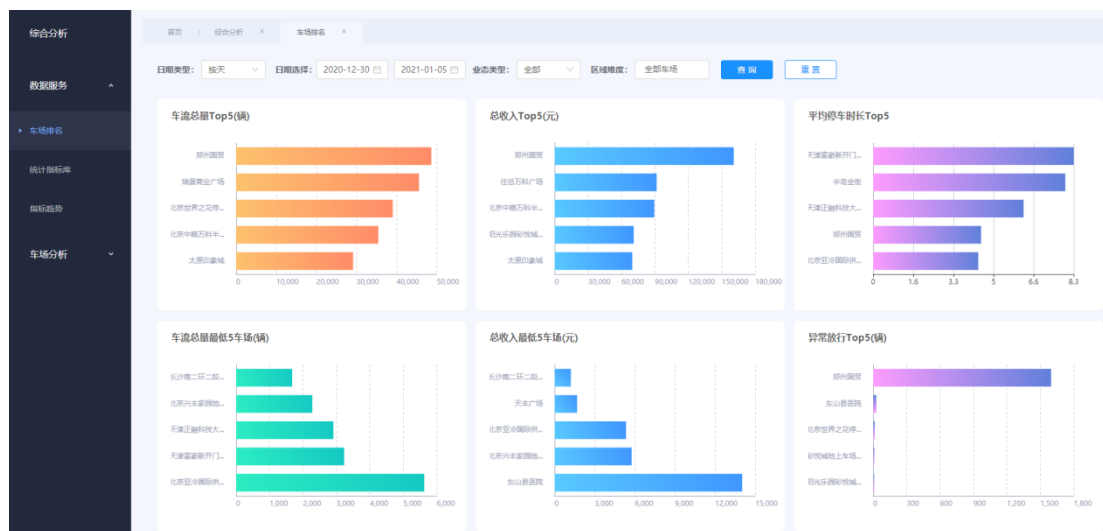 综合分析
数据服务
车场排名
统计指标库
指标趋势
车场分析
首页 | 综合分析 × 车场排名 ×
日期类型: 按天 日期选择: 2020-12-30 2021-01-05 业态类型: 全部 区域维度: 全部车场 查询 重置
车流总量Top5(辆)
郑州国贸
北京世界之花停...
北京中粮万科半...
太原印象城
0 10,000 20,000 30,000 40,000 50,000
总收入Top5(元)
郑州国贸
住总万科广场
北京中粮万科半...
阳光乐园彩悦城...
太原印象城
0 30,000 60,000 90,000 120,000 150,000 180,000
平均停车时长Top5
天津富勤新开门...
半岛金街
天津正融科技大...
郑州国贸
北京亚冷国际供...
0 1.6 3.3 5 6.6 8.3
车流总量最低5车场(辆)
长沙南二环二段...
北京兴丰家园地...
天津正融科技大...
天津富勤新开门...
北京亚冷国际供...
0 1,000 2,000 3,000 4,000 5,000 6,000
总收入最低5车场(元)
长沙南二环二段...
天丰广场
北京亚冷国际供...
北京兴丰家园地...
东山县医院
0 3,000 6,000 9,000 12,000 15,000
异常放行Top5(辆)
郑州国贸
东山县医院
北京世界之花停...
彩悦城地上车场...
阳光乐园彩悦城...
0 300 600 900 1,200 1,500 1,800